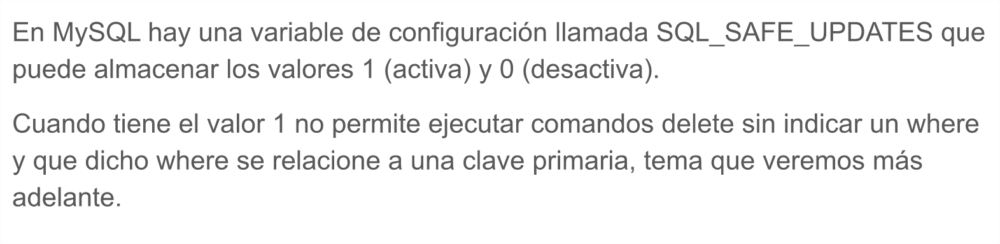 En MySQL hay una variable de configuración llamada SQL_SAFE_UPDATES que
puede almacenar los valores 1 (activa) y 0 (desactiva).
Cuando tiene el valor 1 no permite ejecutar comandos delete sin indicar un where
y que dicho where se relacione a una clave primaria, tema que veremos más
adelante.